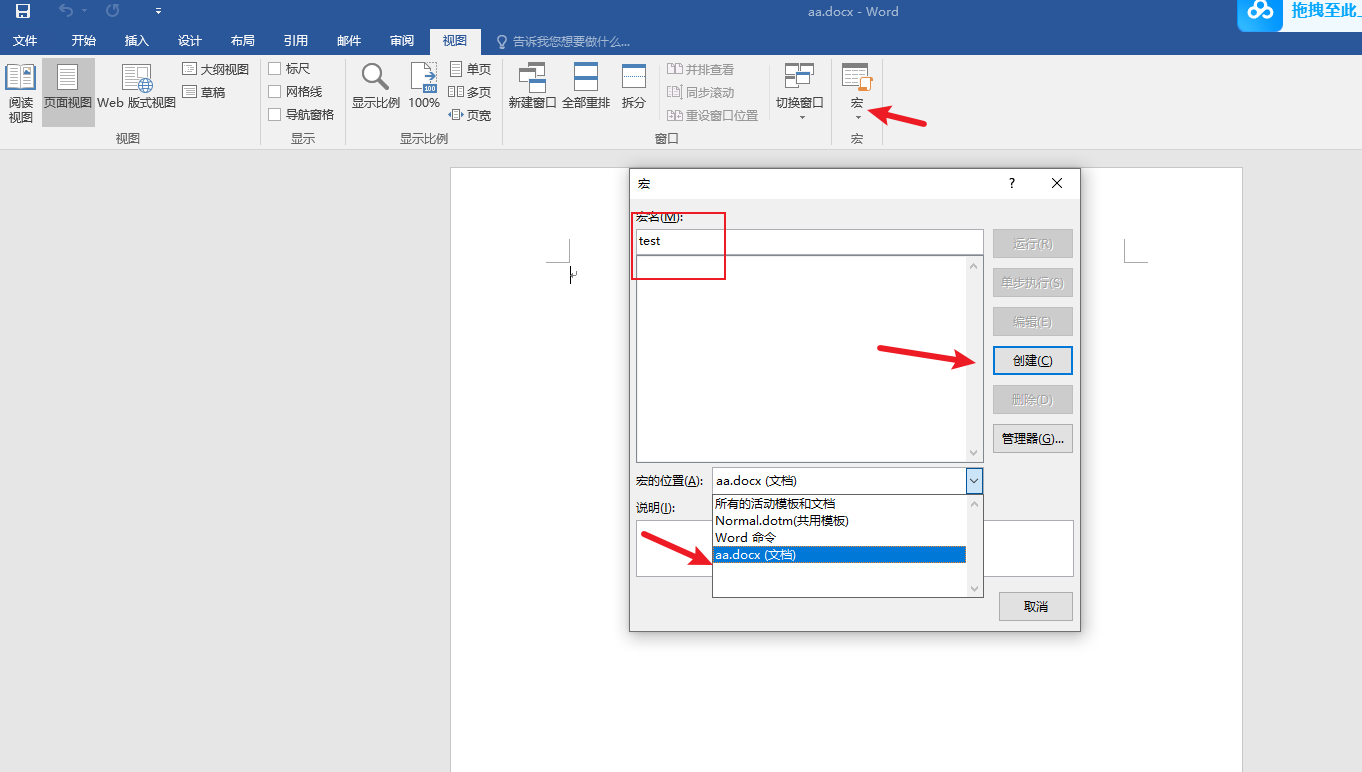 aa.docx - Word
拖拽至此上
文件 开始 插入 设计 布局 引用 邮件 审阅 视图 告诉我您想要做什么...
阅读视图
页面视图
Web 版式视图
大纲视图
草稿
视图
标尺
网格线
导航窗格
显示
显示比例
100
100%
单页
多页
页宽
显示比例
新建窗口
全部重排
拆分
并排查看
同步滚动
重设窗口位置
切换窗口
窗口
宏
宏
宏
?
宏名(M):
test
运行(R)
单步执行(S)
编辑(E)
创建(C)
删除(D)
管理器(G)...
宏的位置(A):
aa.docx (文档)
说明(I):
所有的活动模板和文档
Normal.dotm(共用模板)
Word 命令
aa.docx (文档)
取消